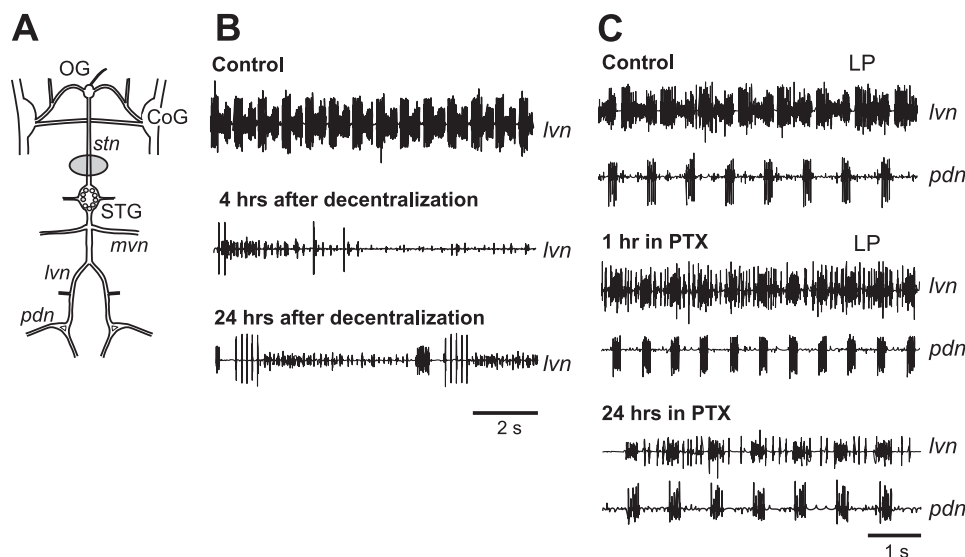 A
OG
CoG
stn
STG
mvn
lvn
pdn
B
Control
lvn
4 hrs after decentralization
lvn
24 hrs after decentralization
lvn
2 s
C
Control
LP
lvn
pdn
1 hr in PTX
LP
lvn
pdn
24 hrs in PTX
lvn
pdn
1 s